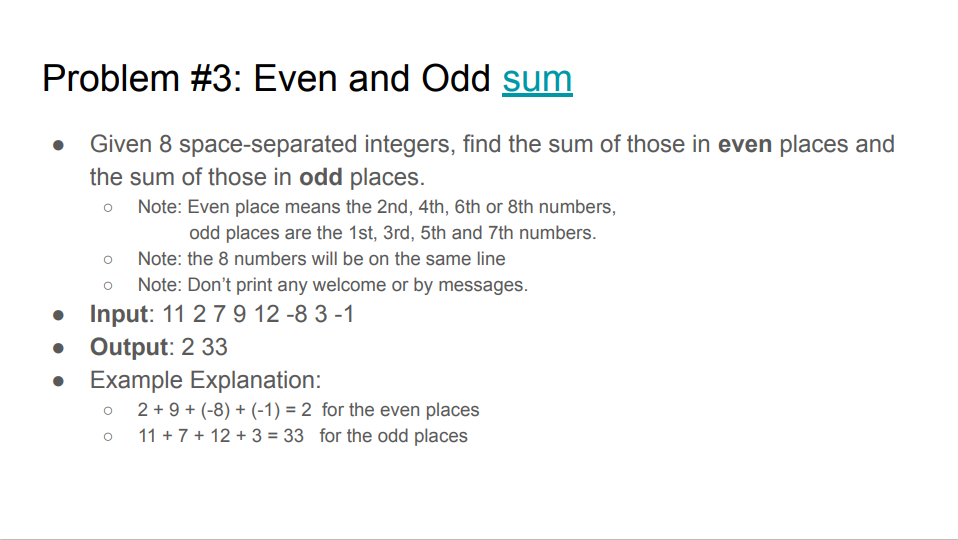 Problem #3: Even and Odd sum
● Given 8 space-separated integers, find the sum of those in even places and
the sum of those in odd places.
○ Note: Even place means the 2nd, 4th, 6th or 8th numbers,
odd places are the 1st, 3rd, 5th and 7th numbers.
○ Note: the 8 numbers will be on the same line
○ Note: Don’t print any welcome or by messages.
● Input: 11 2 7 9 12 -8 3 -1
● Output: 2 33
● Example Explanation:
○ 2 + 9 + (-8) + (-1) = 2 for the even places
○ 11 + 7 + 12 + 3 = 33 for the odd places